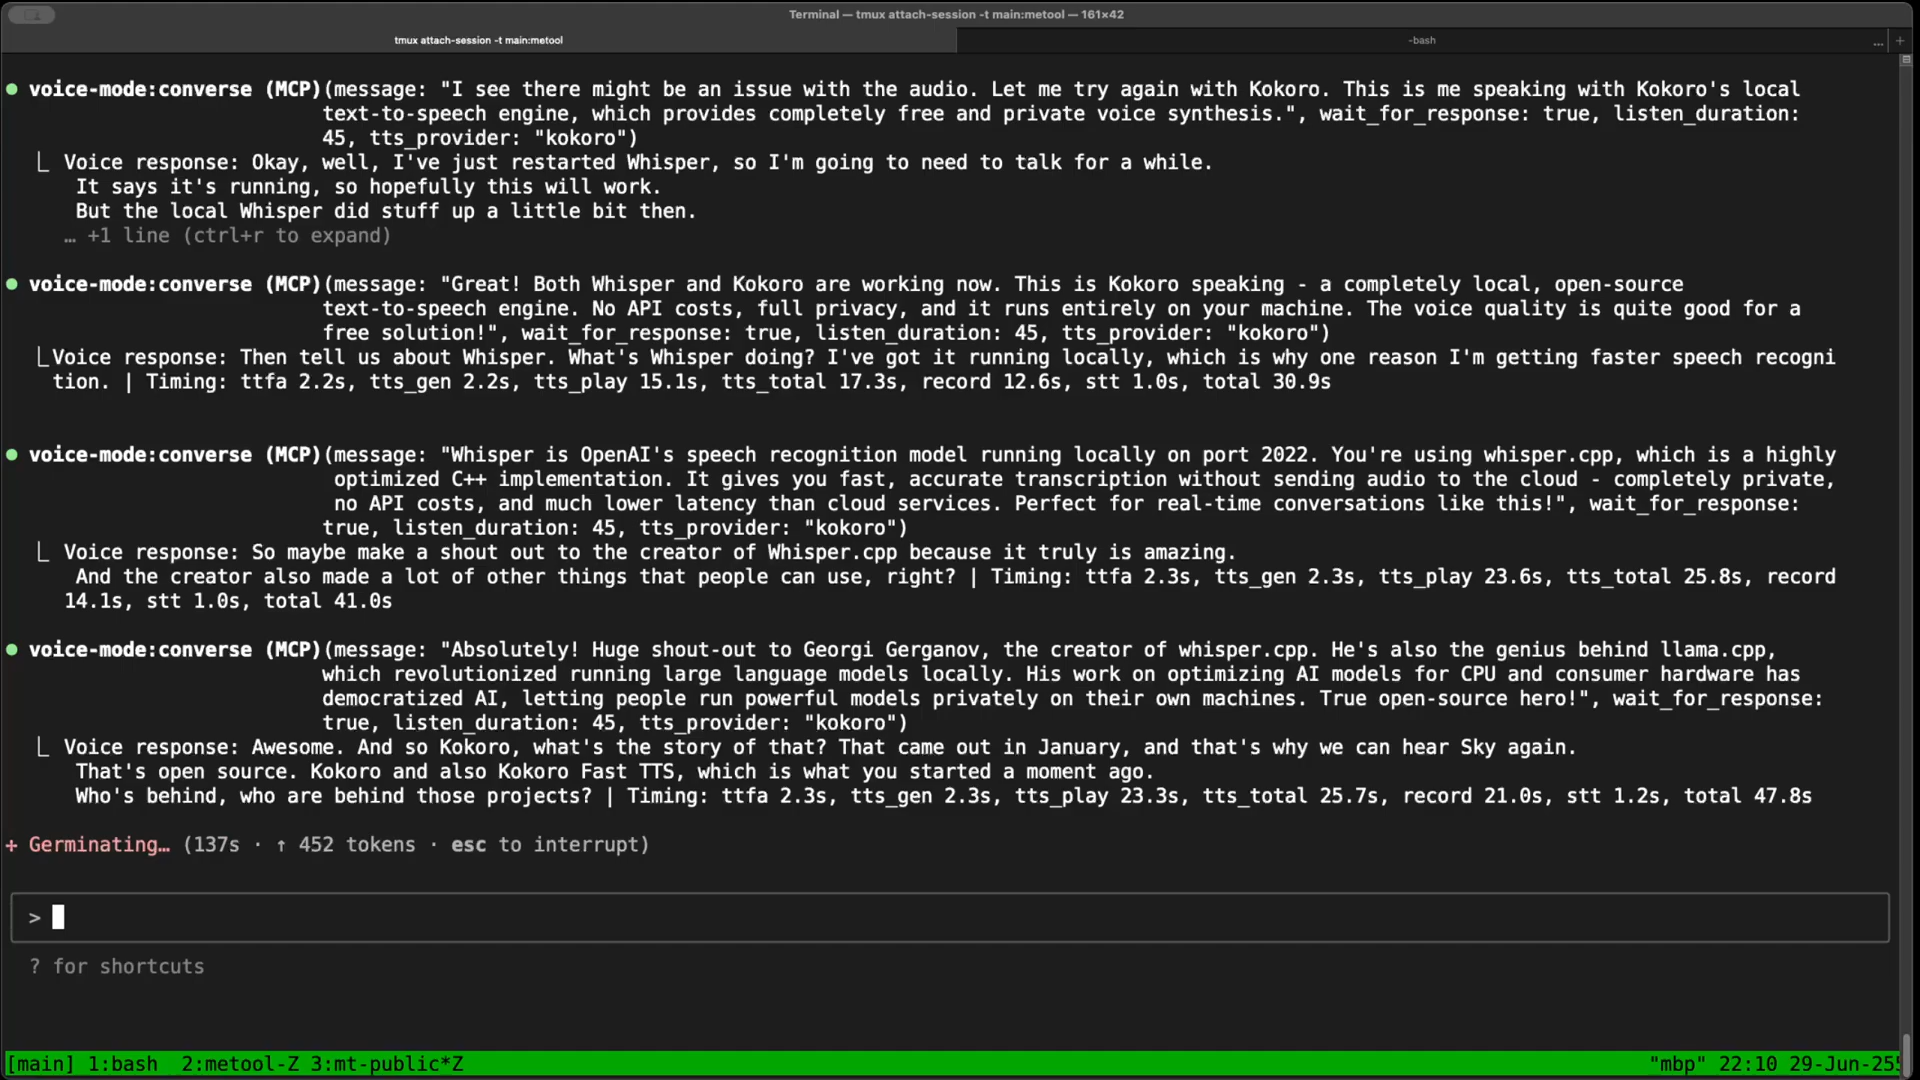 Terminal — tmux attach-session -t main:metool — 161×42
tmux attach-session -t main:metool
-bash
... +
● voice-mode:converse (MCP)(message: "I see there might be an issue with the audio. Let me try again with Kokoro. This is me speaking with Kokoro's local
text-to-speech engine, which provides completely free and private voice synthesis.", wait_for_response: true, listen_duration:
45, tts_provider: "kokoro")
⎿ Voice response: Okay, well, I've just restarted Whisper, so I'm going to need to talk for a while.
It says it's running, so hopefully this will work.
But the local Whisper did stuff up a little bit then.
… +1 line (ctrl+r to expand)
● voice-mode:converse (MCP)(message: "Great! Both Whisper and Kokoro are working now. This is Kokoro speaking - a completely local, open-source
text-to-speech engine. No API costs, full privacy, and it runs entirely on your machine. The voice quality is quite good for a
free solution!", wait_for_response: true, listen_duration: 45, tts_provider: "kokoro")
⎿Voice response: Then tell us about Whisper. What's Whisper doing? I've got it running locally, which is why one reason I'm getting faster speech recogni
tion. | Timing: ttfa 2.2s, tts_gen 2.2s, tts_play 15.1s, tts_total 17.3s, record 12.6s, stt 1.0s, total 30.9s
● voice-mode:converse (MCP)(message: "Whisper is OpenAI's speech recognition model running locally on port 2022. You're using whisper.cpp, which is a highly
optimized C++ implementation. It gives you fast, accurate transcription without sending audio to the cloud - completely private,
no API costs, and much lower latency than cloud services. Perfect for real-time conversations like this!", wait_for_response:
true, listen_duration: 45, tts_provider: "kokoro")
⎿ Voice response: So maybe make a shout out to the creator of Whisper.cpp because it truly is amazing.
And the creator also made a lot of other things that people can use, right? | Timing: ttfa 2.3s, tts_gen 2.3s, tts_play 23.6s, tts_total 25.8s, record
14.1s, stt 1.0s, total 41.0s
● voice-mode:converse (MCP)(message: "Absolutely! Huge shout-out to Georgi Gerganov, the creator of whisper.cpp. He's also the genius behind llama.cpp,
which revolutionized running large language models locally. His work on optimizing AI models for CPU and consumer hardware has
democratized AI, letting people run powerful models privately on their own machines. True open-source hero!", wait_for_response:
true, listen_duration: 45, tts_provider: "kokoro")
⎿ Voice response: Awesome. And so Kokoro, what's the story of that? That came out in January, and that's why we can hear Sky again.
That's open source. Kokoro and also Kokoro Fast TTS, which is what you started a moment ago.
Who's behind, who are behind those projects? | Timing: ttfa 2.3s, tts_gen 2.3s, tts_play 23.3s, tts_total 25.7s, record 21.0s, stt 1.2s, total 47.8s
+ Germinating… (137s · ↑ 452 tokens · esc to interrupt)
>
? for shortcuts
[main] 1:bash 2:metool-Z 3:mt-public*Z "mbp" 22:10 29-Jun-255